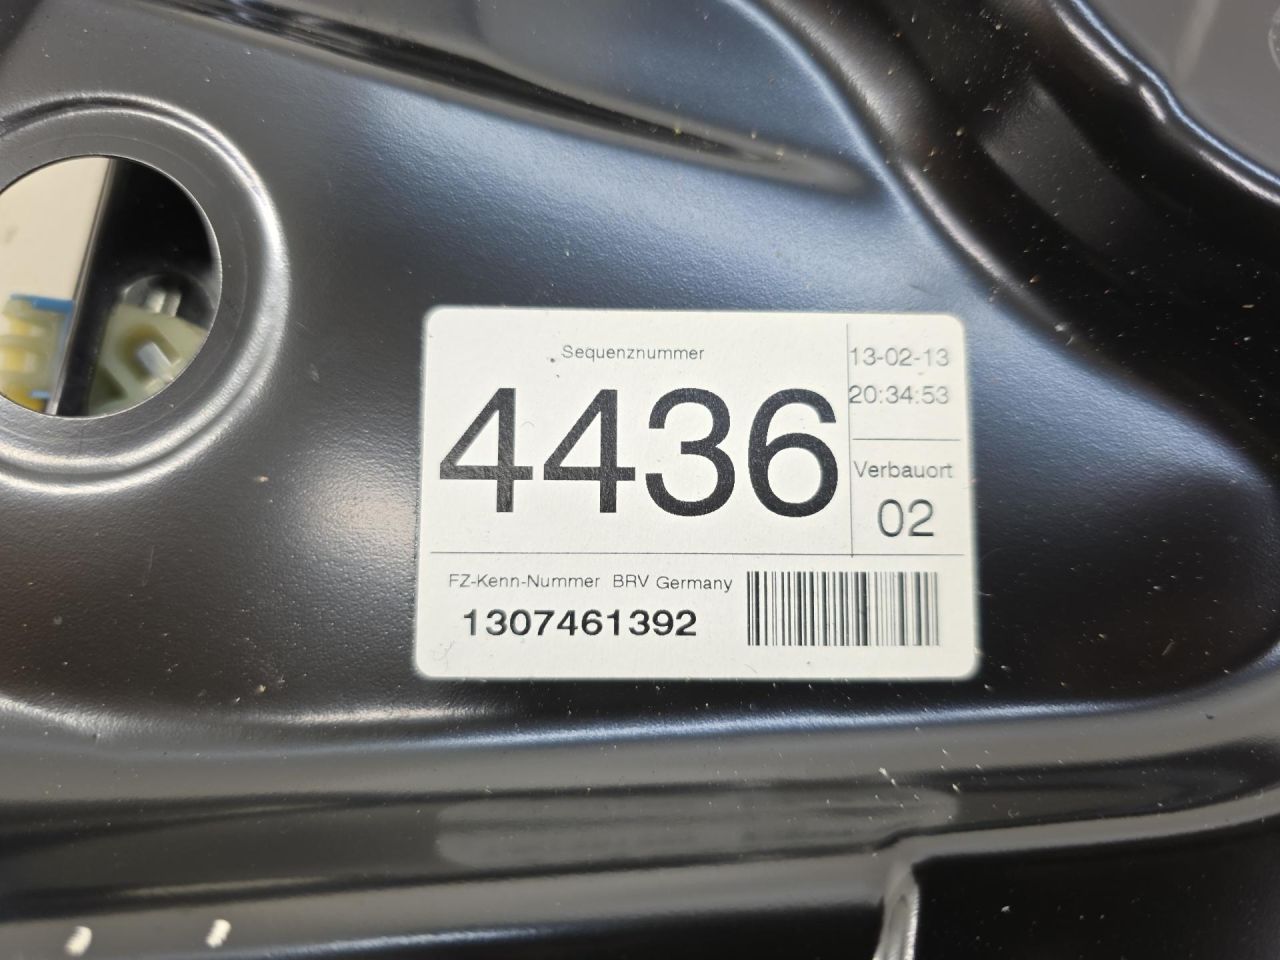 Sequenznummer
4436
13-02-13
20:34:53
Verbauort
02
FZ-Kenn-Nummer BRV Germany
1307461392